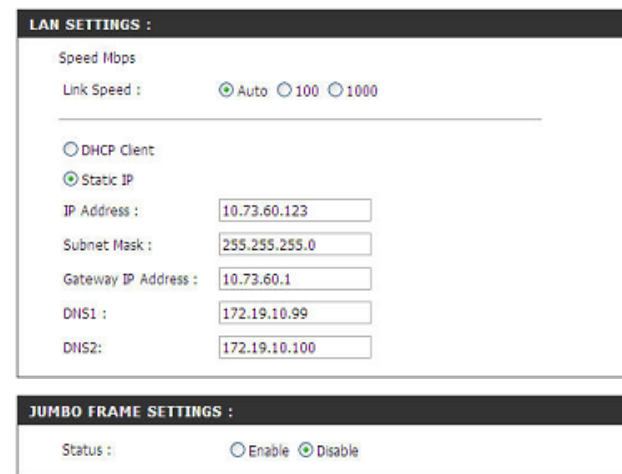 LAN SETTINGS :
Speed Mbps
Link Speed : Auto 100 1000
DHCP Client
Static IP
IP Address : 10.73.60.123
Subnet Mask : 255.255.255.0
Gateway IP Address : 10.73.60.1
DNS1 : 172.19.10.99
DNS2: 172.19.10.100
JUMBO FRAME SETTINGS :
Status : Enable Disable